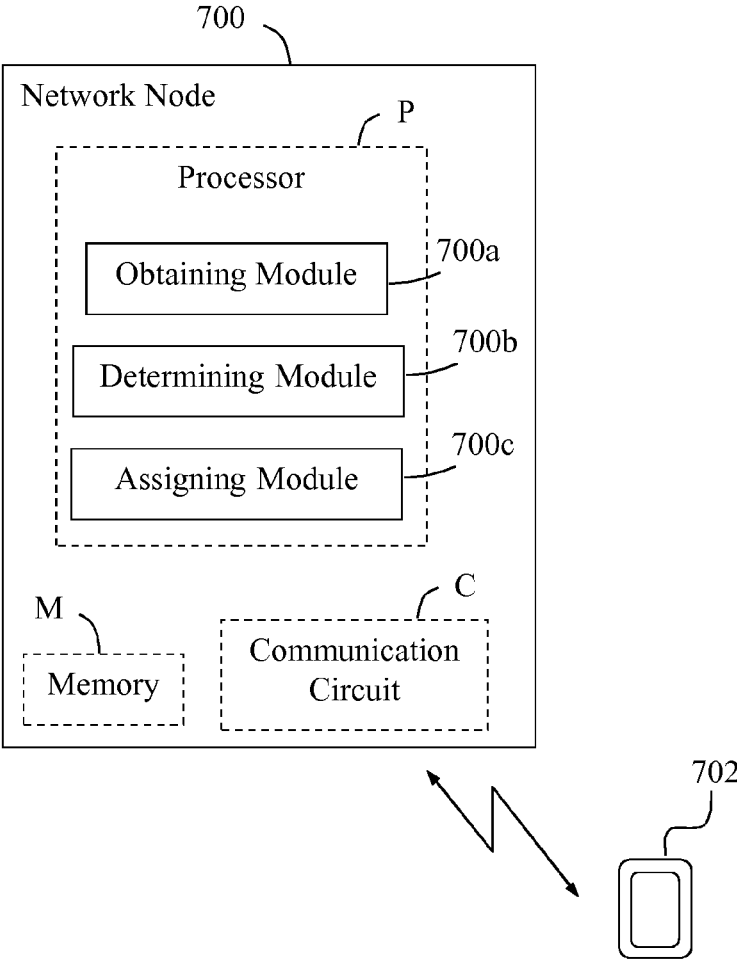 700
Network Node
P
Processor
700a
Obtaining Module
700b
Determining Module
700c
Assigning Module
M
Memory
C
Communication
Circuit
702